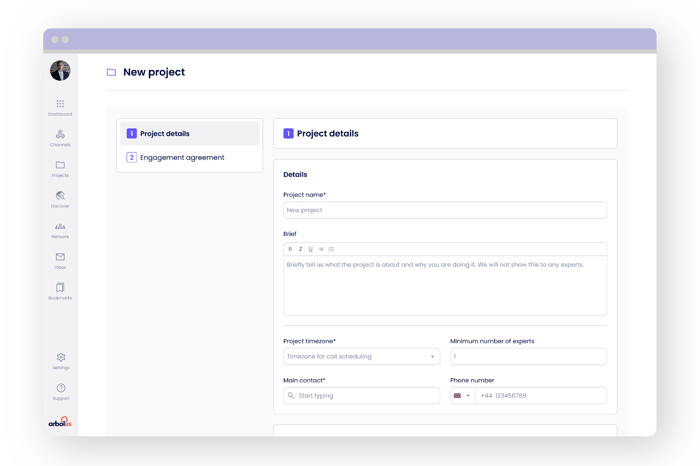 New project
Dashboard
Channels
Projects
Discover
Network
Inbox
Bookmarks
Settings
Support
arbolus
1 Project details
2 Engagement agreement
1 Project details
Details
Project name*
New project
Brief
B I U
Briefly tell us what the project is about and why you are doing it. We will not show this to any experts.
Project timezone*
Minimum number of experts
Timezone for call scheduling
1
Main contact*
Phone number
Start typing
+44 123456789